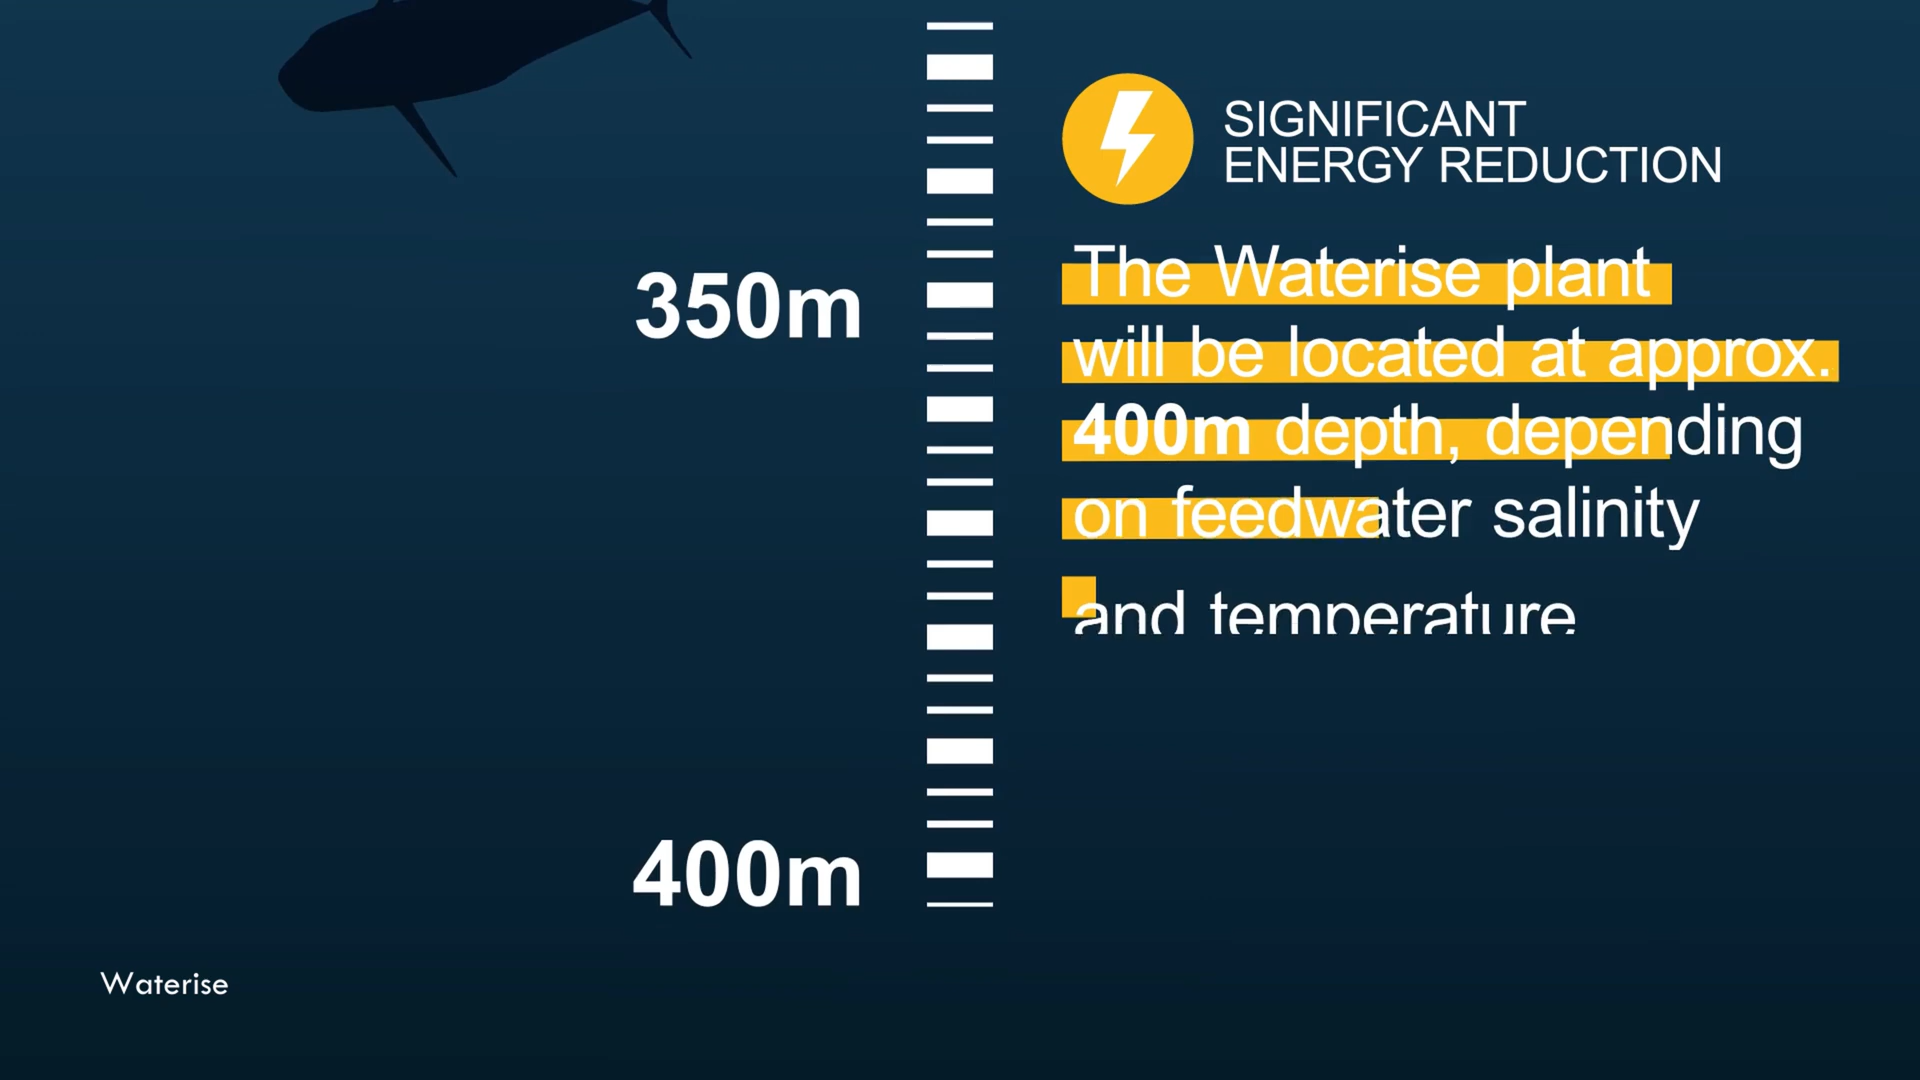 SIGNIFICANT
ENERGY REDUCTION
The Waterise plant
will be located at approx.
400m depth, depending
on feedwater salinity
and temperature
350m
400m
Waterise